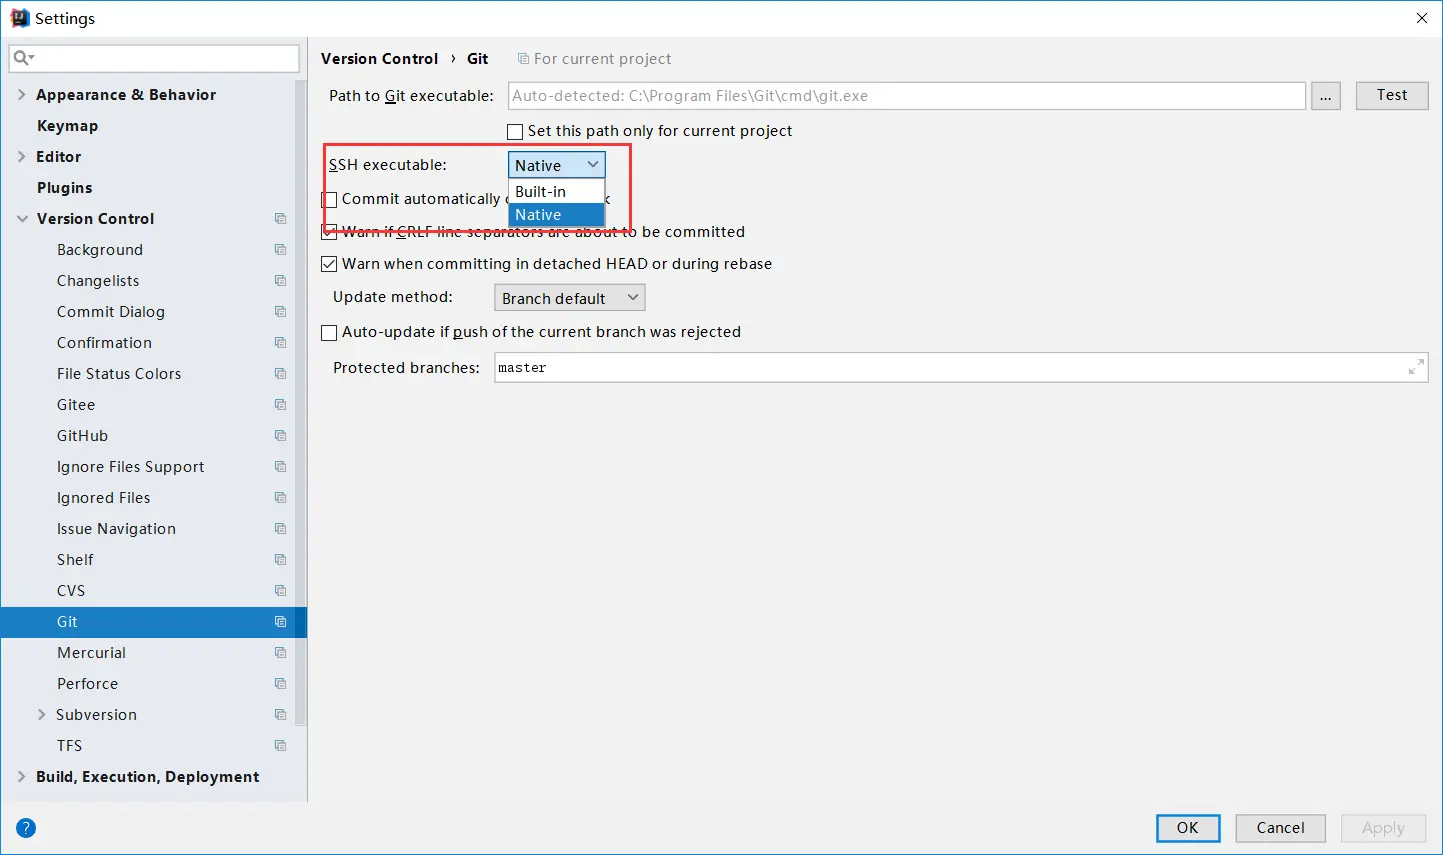 Settings
Appearance & Behavior
Keymap
Editor
Plugins
Version Control
Background
Changelists
Commit Dialog
Confirmation
File Status Colors
Gitee
GitHub
Ignore Files Support
Ignored Files
Issue Navigation
Shelf
CVS
Git
Mercurial
Perforce
Subversion
TFS
Build, Execution, Deployment
?
Version Control › Git For current project
Path to Git executable: Auto-detected: C:\Program Files\Git\cmd\git.exe ... Test
Set this path only for current project
SSH executable: Native
Built-in
Native
Commit automatically
Warn if CRLF line separators are about to be committed
Warn when committing in detached HEAD or during rebase
Update method: Branch default
Auto-update if push of the current branch was rejected
Protected branches: master
OK Cancel Apply